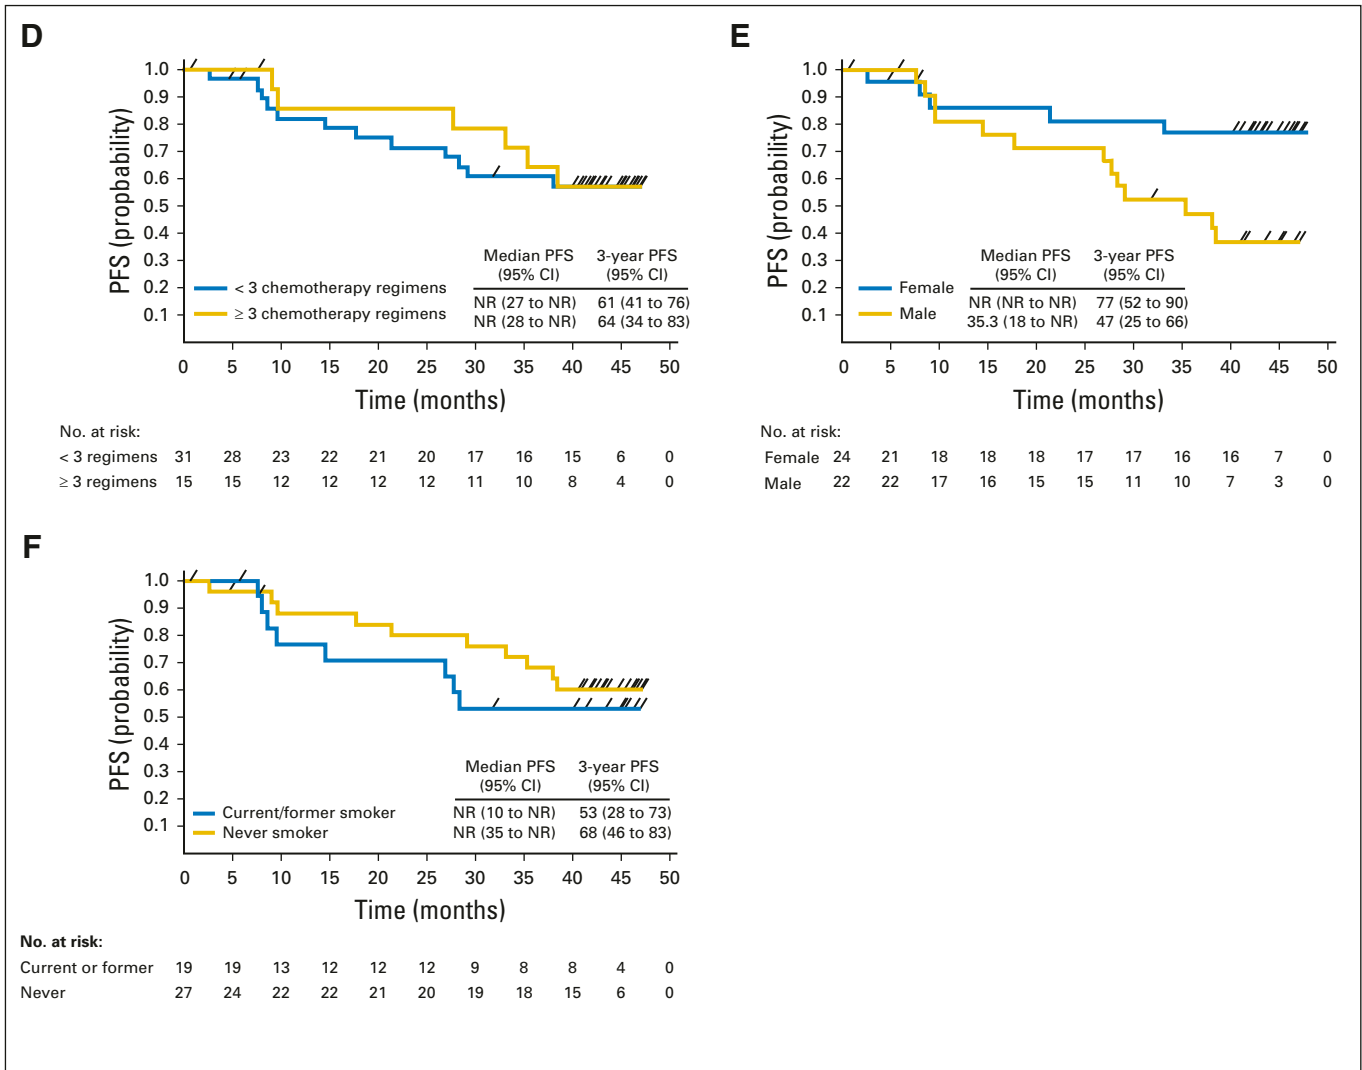 D
1.0
0.9
0.8
0.7
0.6
0.5
0.4
0.3
0.2
0.1
PFS (propbability)
Median PFS 3-year PFS
(95% CI) (95% CI)
< 3 chemotherapy regimens NR (27 to NR) 61 (41 to 76)
≥ 3 chemotherapy regimens NR (28 to NR) 64 (34 to 83)
0 5 10 15 20 25 30 35 40 45 50
Time (months)
No. at risk:
< 3 regimens 31 28 23 22 21 20 17 16 15 6 0
≥ 3 regimens 15 15 12 12 12 12 11 10 8 4 0
E
1.0
0.9
0.8
0.7
0.6
0.5
0.4
0.3
0.2
0.1
PFS (probability)
Median PFS 3-year PFS
(95% CI) (95% CI)
Female NR (NR to NR) 77 (52 to 90)
Male 35.3 (18 to NR) 47 (25 to 66)
0 5 10 15 20 25 30 35 40 45 50
Time (months)
No. at risk:
Female 24 21 18 18 18 17 17 16 16 7 0
Male 22 22 17 16 15 15 11 10 7 3 0
F
1.0
0.9
0.8
0.7
0.6
0.5
0.4
0.3
0.2
0.1
PFS (probability)
Median PFS 3-year PFS
(95% CI) (95% CI)
Current/former smoker NR (10 to NR) 53 (28 to 73)
Never smoker NR (35 to NR) 68 (46 to 83)
0 5 10 15 20 25 30 35 40 45 50
Time (months)
No. at risk:
Current or former 19 19 13 12 12 12 9 8 8 4 0
Never 27 24 22 22 21 20 19 18 15 6 0